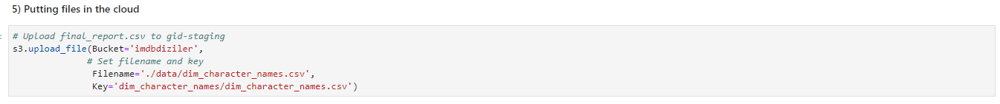 5) Putting files in the cloud
# Upload final_report.csv to gid-staging
s3.upload_file(Bucket='imdbdiziler',
# Set filename and key
Filename='./data/dim_character_names.csv',
Key='dim_character_names/dim_character_names.csv')